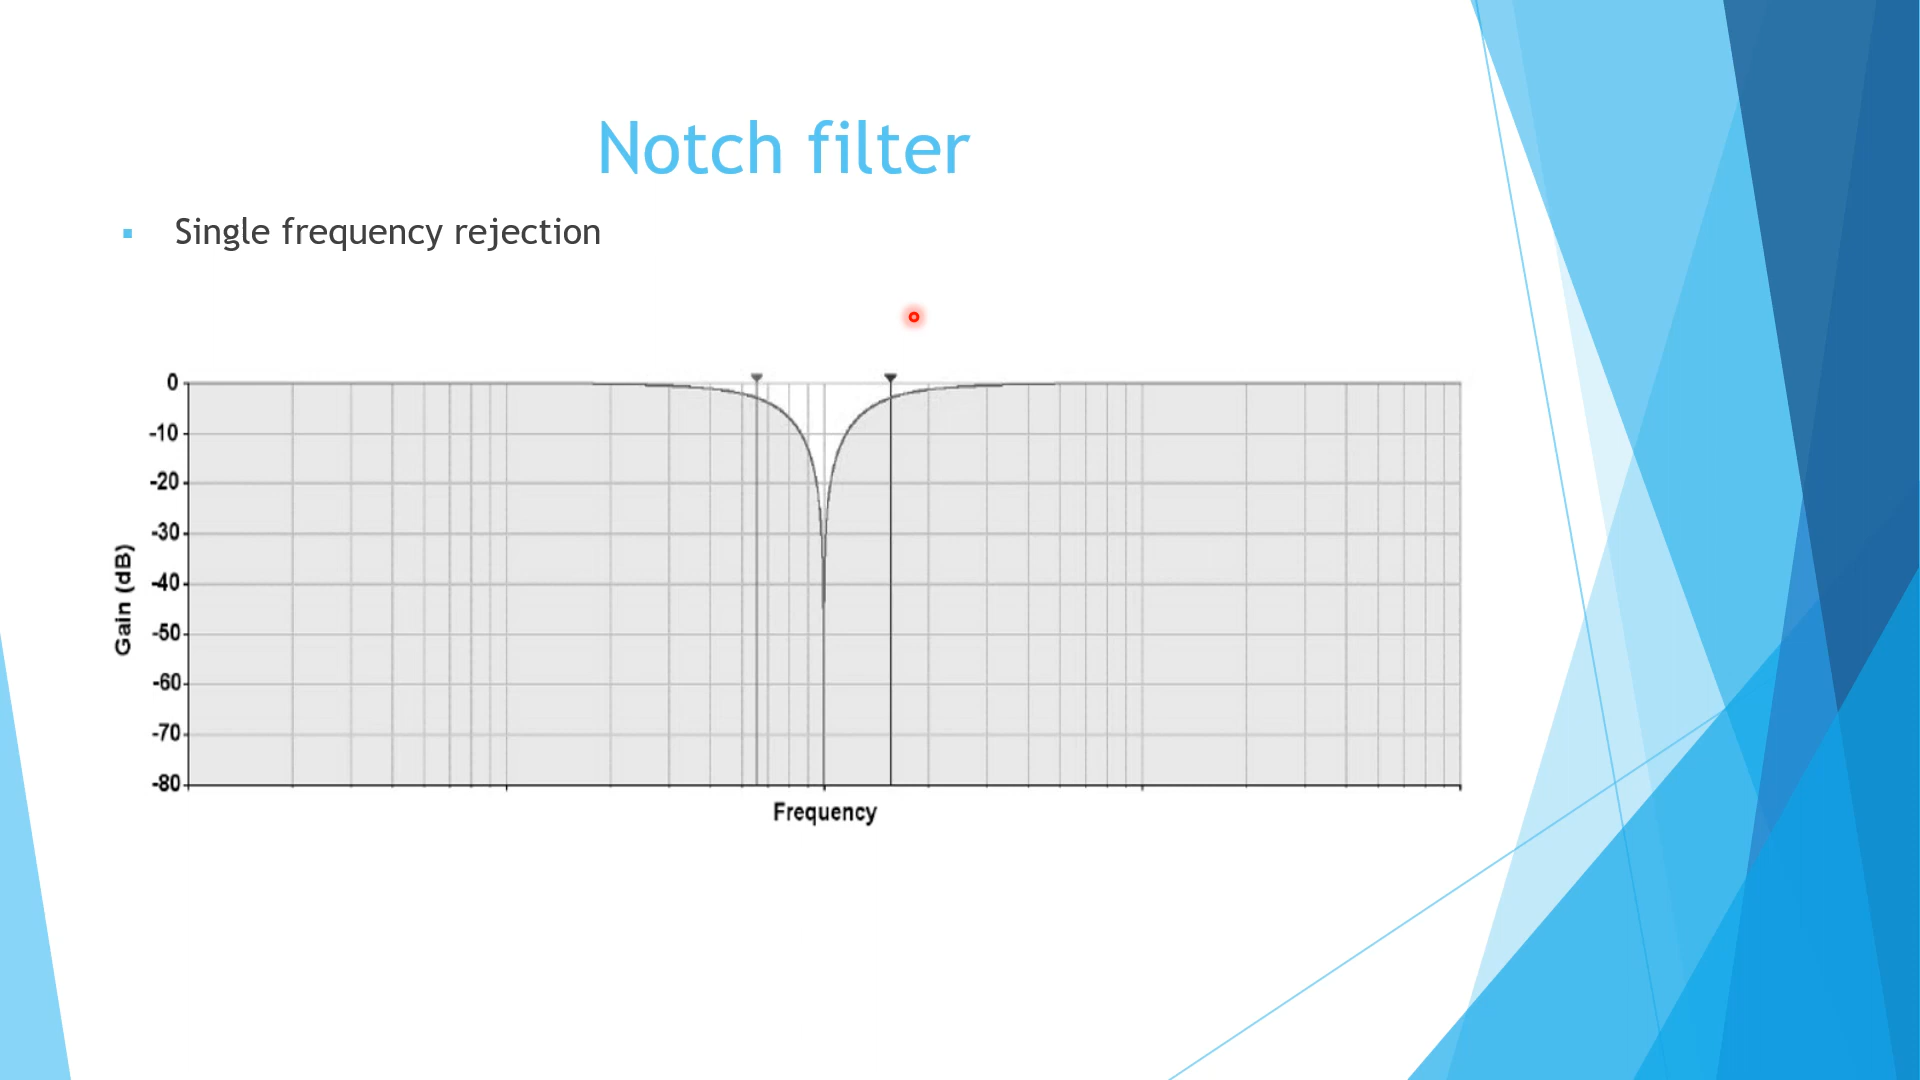 Notch filter
Single frequency rejection
0
-10
-20
-30
-40
-50
-60
-70
-80
Gain (dB)
Frequency